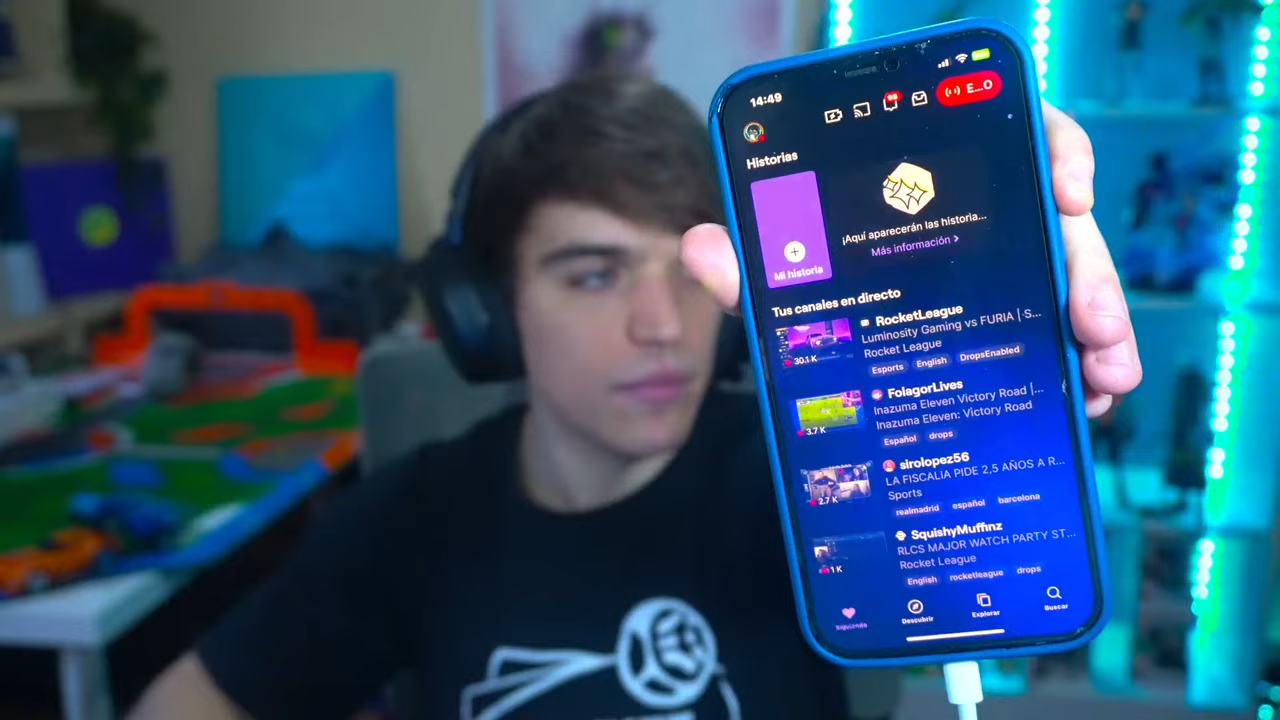 14:49
98
E...O
Historias
¡Aquí aparecerán las historia...
Más información >
Mi historia
Tus canales en directo
RocketLeague
Luminosity Gaming vs FURIA | S...
Rocket League
30.1 K
Esports English DropsEnabled
FolagorLives
Inazuma Eleven Victory Road |...
Inazuma Eleven: Victory Road
3.7 K
Español drops
sirolopez56
LA FISCALIA PIDE 2,5 AÑOS A R...
Sports
2.7 K
realmadrid español barcelona
SquishyMuffinz
RLCS MAJOR WATCH PARTY ST...
Rocket League
1 K
English rocketleague drops
Siguiendo Descubrir Explorar Buscar